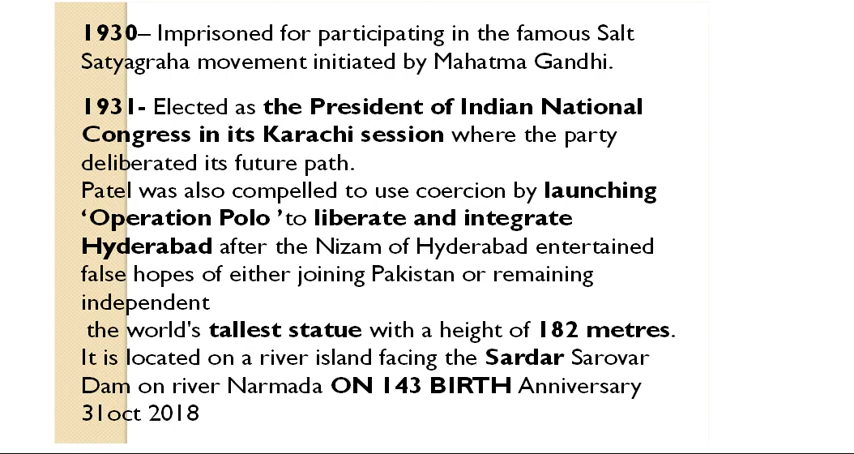 1930– Imprisoned for participating in the famous Salt
Satyagraha movement initiated by Mahatma Gandhi.
1931- Elected as the President of Indian National
Congress in its Karachi session where the party
deliberated its future path.
Patel was also compelled to use coercion by launching
‘Operation Polo ’to liberate and integrate
Hyderabad after the Nizam of Hyderabad entertained
false hopes of either joining Pakistan or remaining
independent
the world's tallest statue with a height of 182 metres.
It is located on a river island facing the Sardar Sarovar
Dam on river Narmada ON 143 BIRTH Anniversary
31oct 2018